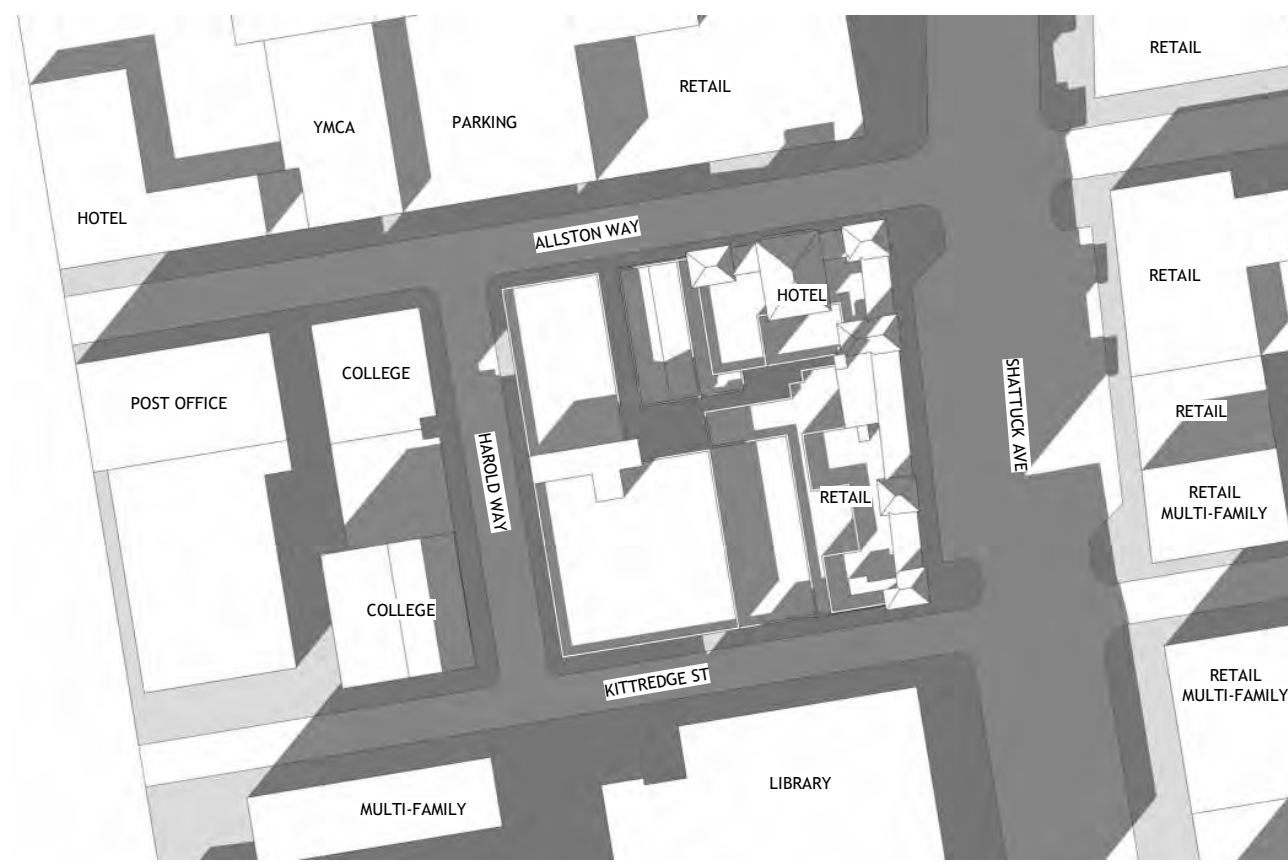 RETAIL
RETAIL
PARKING
YMCA
HOTEL
ALLSTON WAY
RETAIL
HOTEL
COLLEGE
POST OFFICE
SHATTUCK AVE
RETAIL
HAROLD WAY
RETAIL
RETAIL
MULTI-FAMILY
COLLEGE
KITTREDGE ST
RETAIL
MULTI-FAMILY
LIBRARY
MULTI-FAMILY